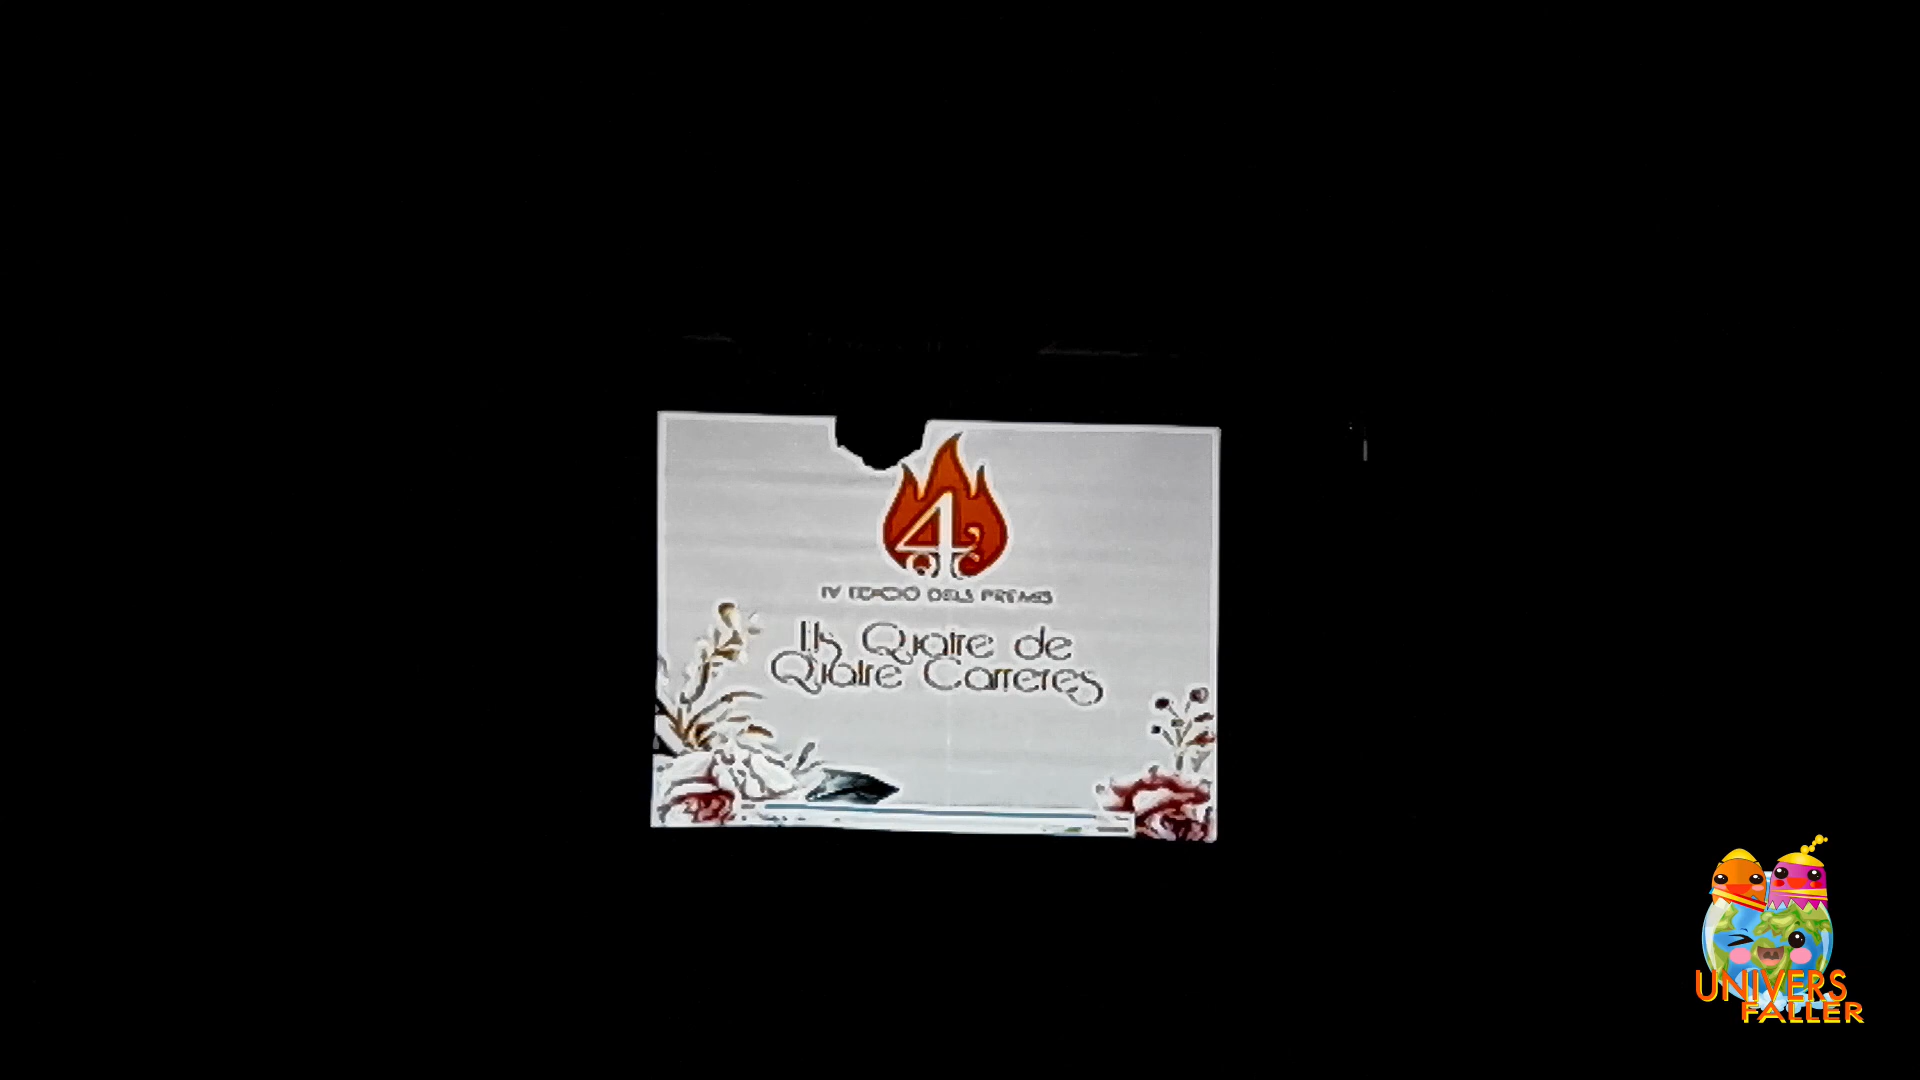 4
IV EDICIÓ DELS PREMIS
Els Quatre de
Quatre Carreres
UNIVERS
FALLER